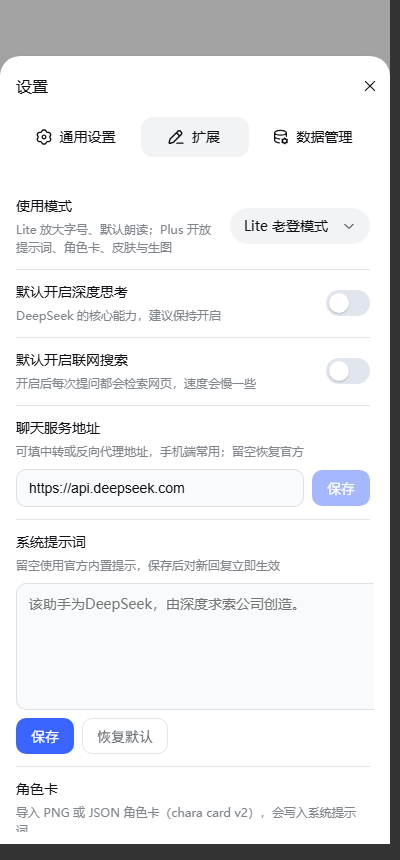 设置
通用设置
扩展
数据管理
使用模式
Lite 放大字号、默认朗读；Plus 开放
提示词、角色卡、皮肤与生图
Lite 老登模式
默认开启深度思考
DeepSeek 的核心能力，建议保持开启
默认开启联网搜索
开启后每次提问都会检索网页，速度会慢一些
聊天服务地址
可填中转或反向代理地址，手机端常用；留空恢复官方
https://api.deepseek.com
保存
系统提示词
留空使用官方内置提示，保存后对新回复立即生效
该助手为DeepSeek，由深度求索公司创造。
保存
恢复默认
角色卡
导入 PNG 或 JSON 角色卡（chara card v2），会写入系统提示
词